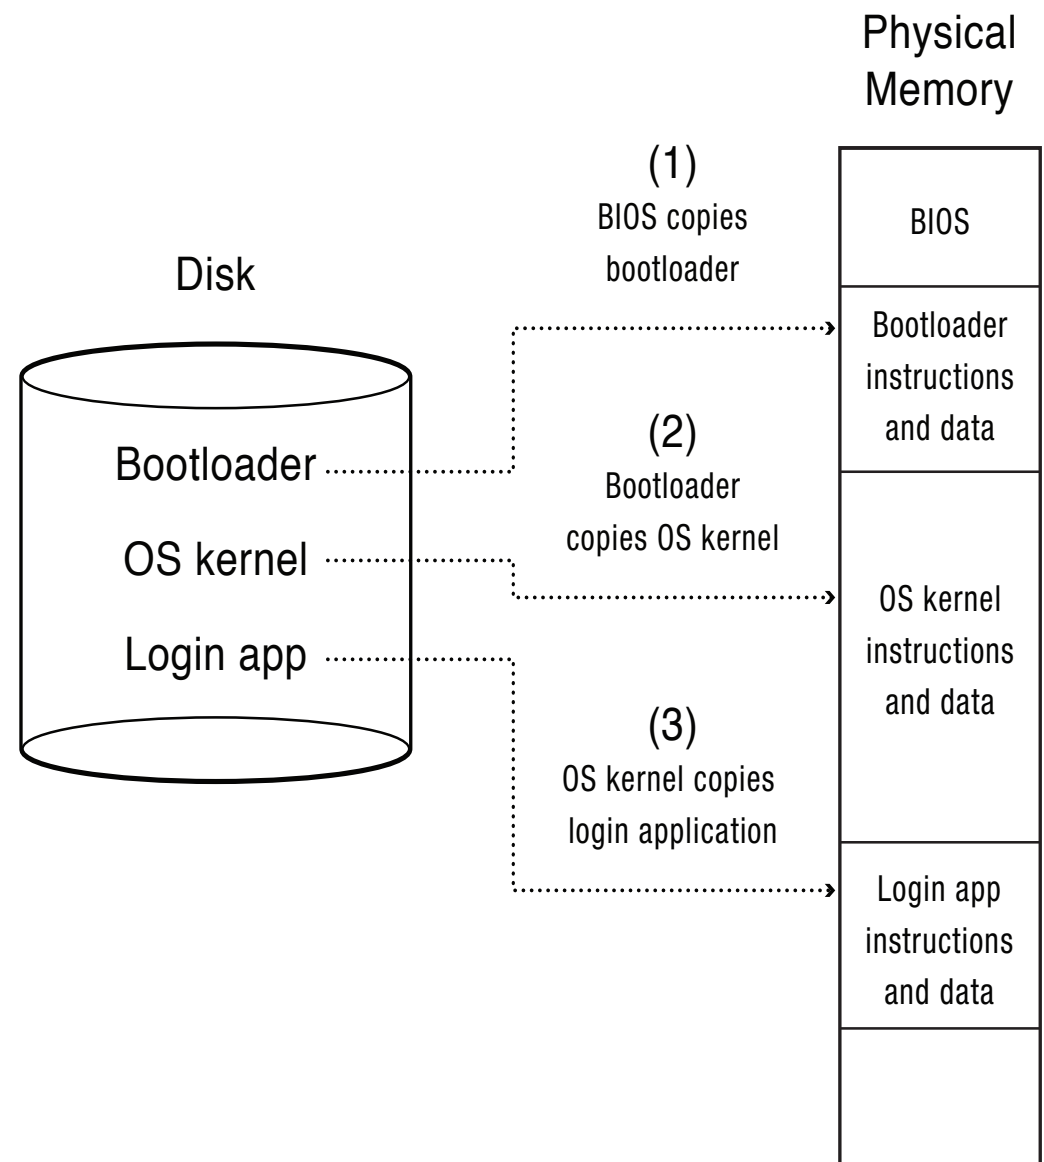 Physical
Memory
(1)
BIOS copies
bootloader
BIOS
Disk
Bootloader
instructions
and data
Bootloader
(2)
Bootloader
copies OS kernel
OS kernel
OS kernel
instructions
and data
Login app
(3)
OS kernel copies
login application
Login app
instructions
and data